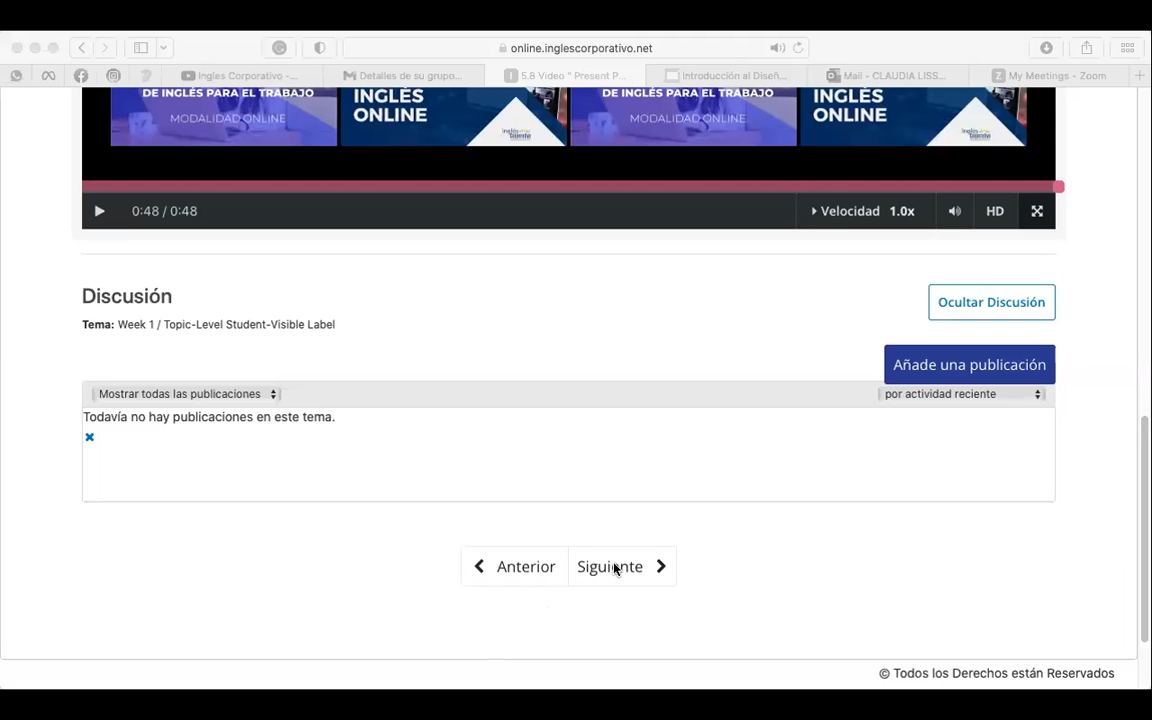 online.inglescorporativo.net
Ingles Corporativo -...
Detalles de su grupo...
5.8 Video " Present P...
Introducción al Diseñ...
Mail - CLAUDIA LISS...
My Meetings - Zoom
DE INGLÉS PARA EL TRABAJO
MODALIDAD ONLINE
INGLÉS
ONLINE
DE INGLÉS PARA EL TRABAJO
MODALIDAD ONLINE
INGLÉS
ONLINE
0:48 / 0:48
Velocidad 1.0x
HD
Discusión
Ocultar Discusión
Tema: Week 1 / Topic-Level Student-Visible Label
Añade una publicación
Mostrar todas las publicaciones
por actividad reciente
Todavía no hay publicaciones en este tema.
Anterior
Siguiente
© Todos los Derechos están Reservados